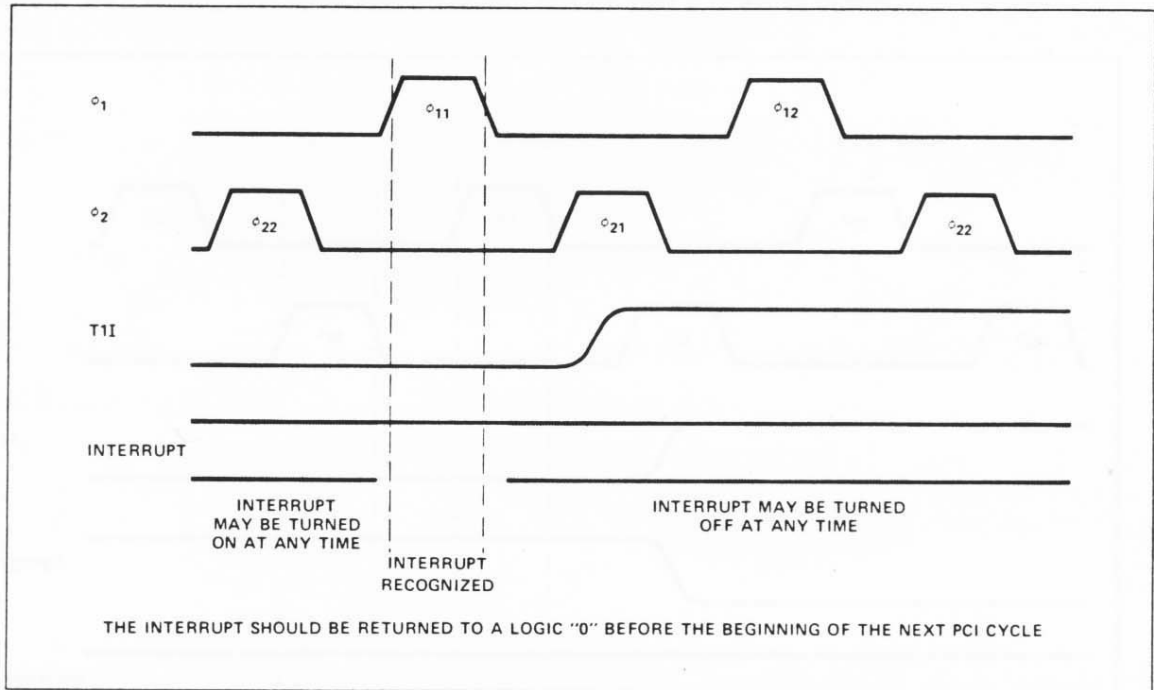 φ1
φ11
φ12
φ2
φ22
φ21
φ22
T1I
INTERRUPT
INTERRUPT
MAY BE TURNED
ON AT ANY TIME
INTERRUPT
RECOGNIZED
INTERRUPT MAY BE TURNED
OFF AT ANY TIME
THE INTERRUPT SHOULD BE RETURNED TO A LOGIC "0" BEFORE THE BEGINNING OF THE NEXT PCI CYCLE